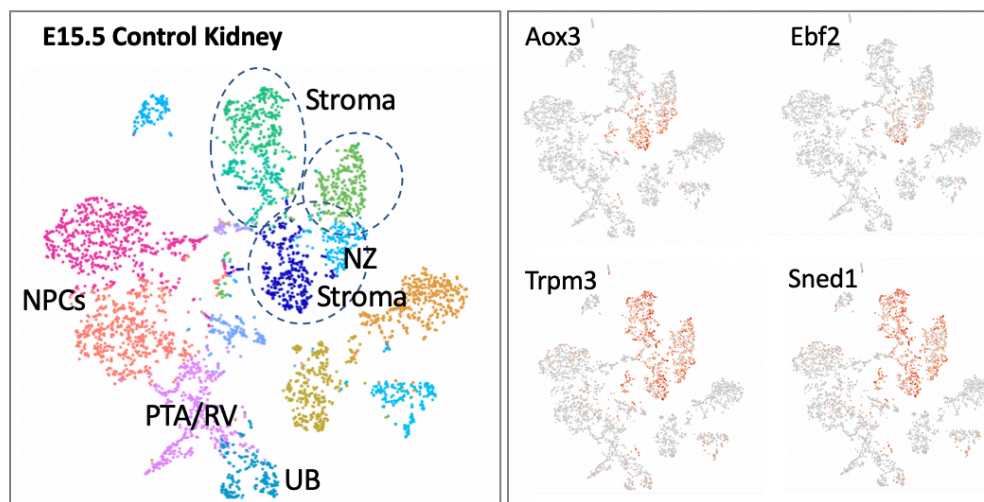 E15.5 Control Kidney
Stroma
NZ
Stroma
NPCs
PTA/RV
UB
Aox3
Ebf2
Trpm3
Sned1